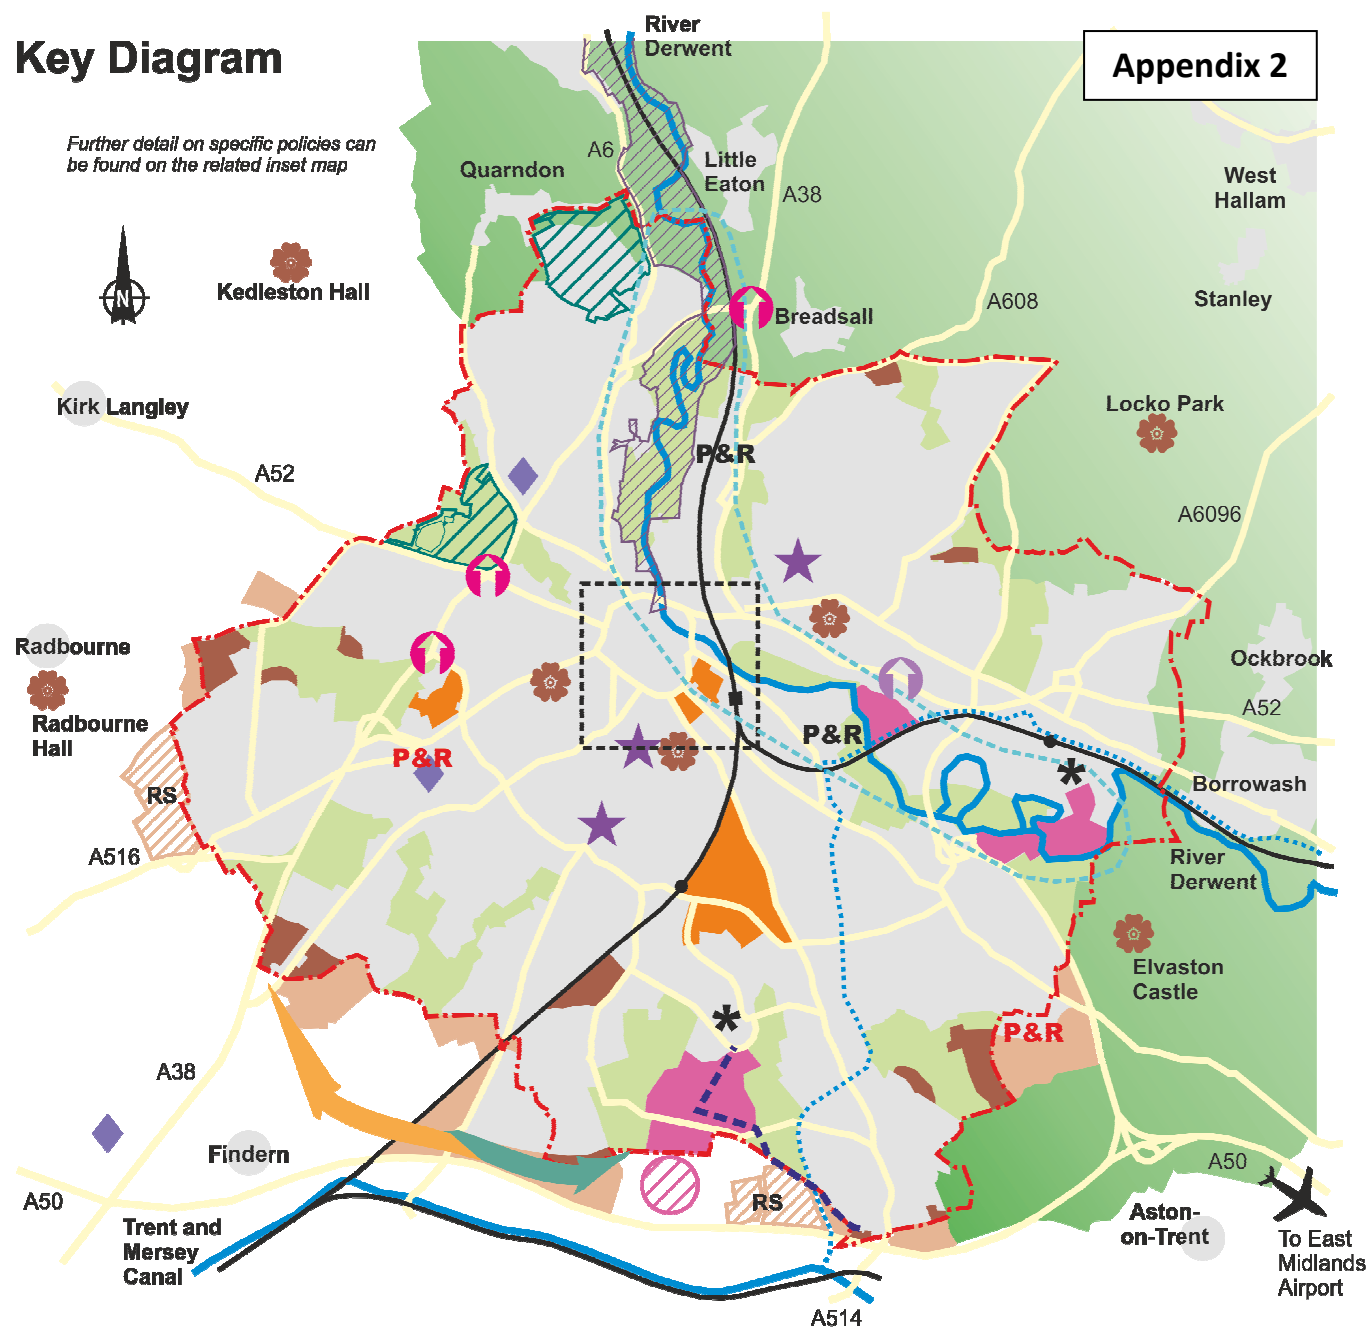 Key Diagram
Appendix 2
Further detail on specific policies can
be found on the related inset map
River
Derwent
A6
Little
Eaton
Quarndon
A38
West
Hallam
N
Kedleston Hall
Stanley
A608
Breadsall
Kirk Langley
Locko Park
A52
P&R
A6096
Radbourne
Ockbrook
Radbourne
Hall
A52
P&R
P&R
Borrowash
RS
A516
River
Derwent
*
Elvaston
Castle
*
P&R
A38
Findern
A50
A50
RS
Trent and
Mersey
Canal
Aston-
on-Trent
To East
Midlands
Airport
A514